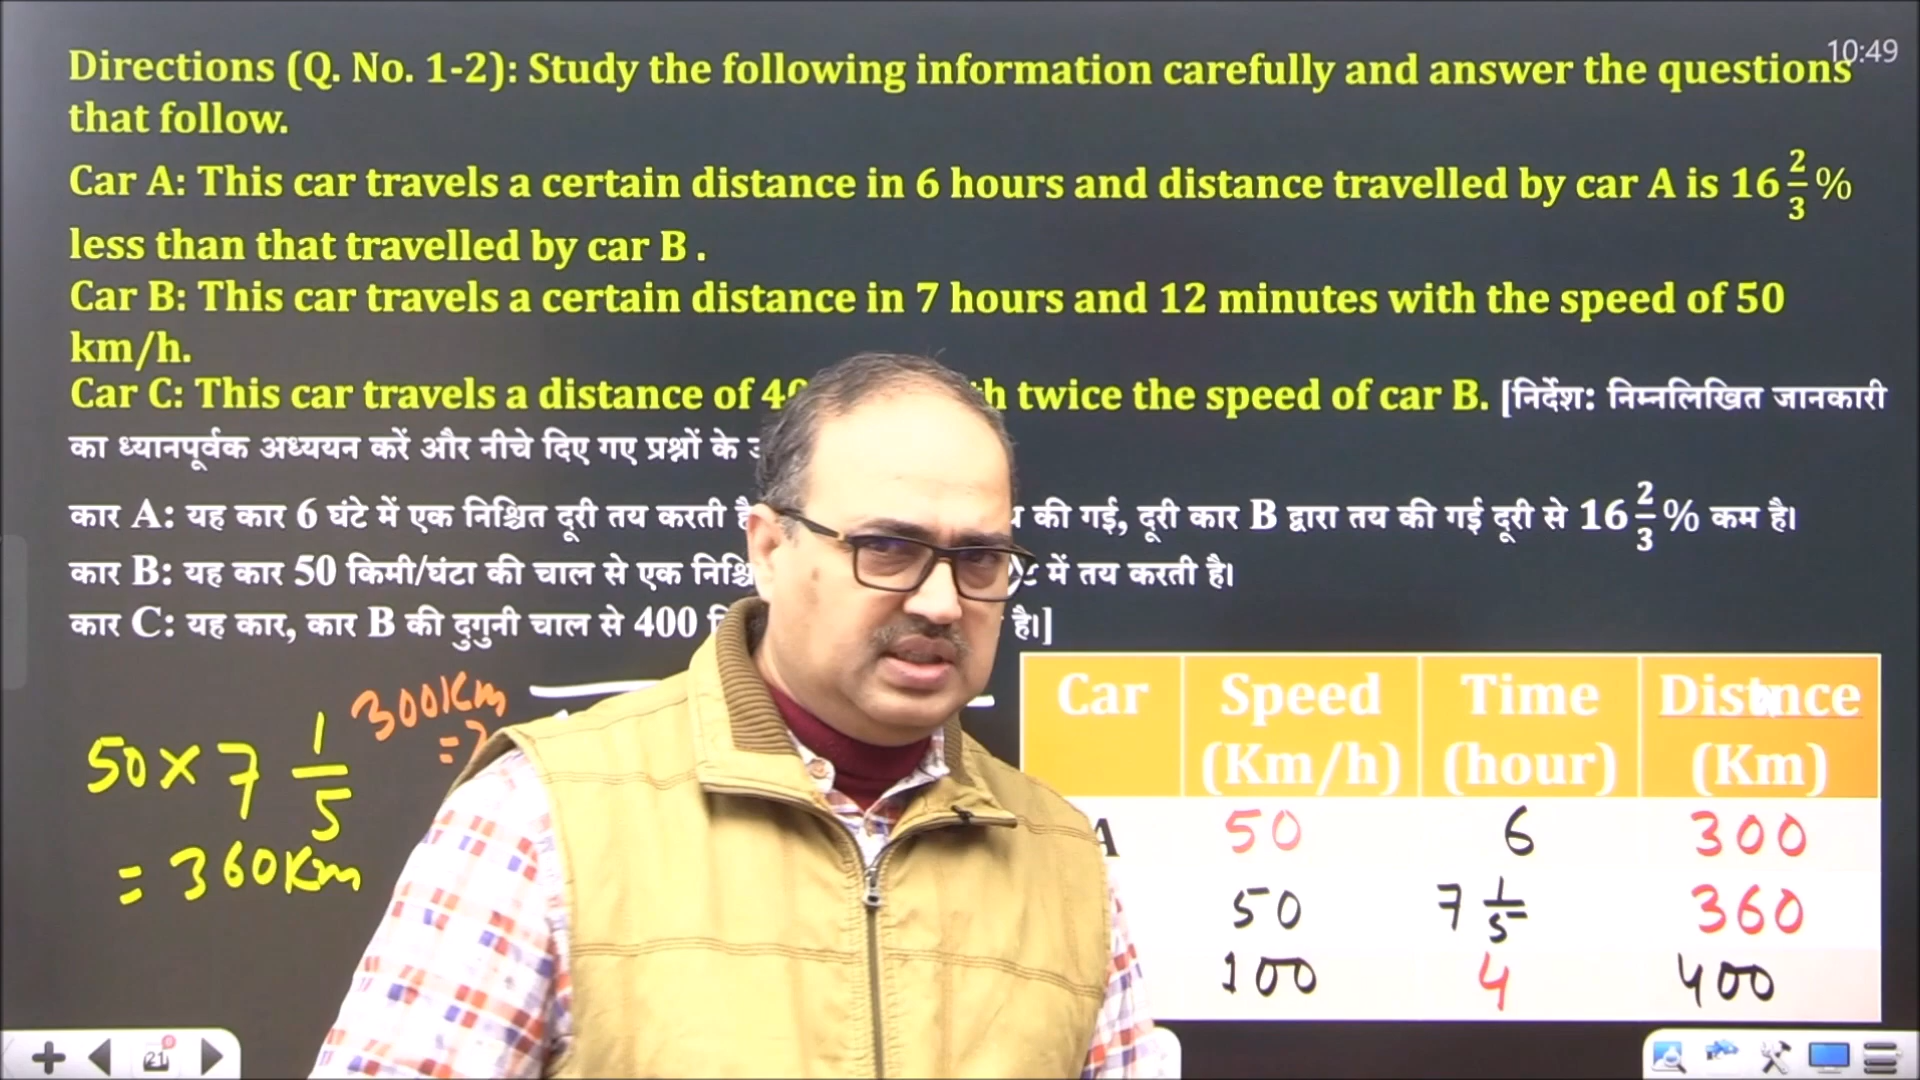 10:49
Directions (Q. No. 1-2): Study the following information carefully and answer the questions
that follow.
Car A: This car travels a certain distance in 6 hours and distance travelled by car A is 16 2/3 %
less than that travelled by car B .
Car B: This car travels a certain distance in 7 hours and 12 minutes with the speed of 50
km/h.
Car C: This car travels a distance of twice the speed of car B. [निर्देश: निम्नलिखित जानकारी
का ध्यानपूर्वक अध्ययन करें और नीचे दिए गए प्रश्नों के
कार A: यह कार 6 घंटे में एक निश्चित दूरी तय करती की गई, दूरी कार B द्वारा तय की गई दूरी से 16 2/3 % कम है।
कार B: यह कार 50 किमी/घंटा की चाल से एक में तय करती है।
कार C: यह कार, कार B की दुगुनी चाल से 400 है।]
300Km
50 × 7 1/5
= 360Km
Car Speed (Km/h) Time (hour) Distance (Km)
A 50 6 300
50 7 1/5 360
100 4 400
21